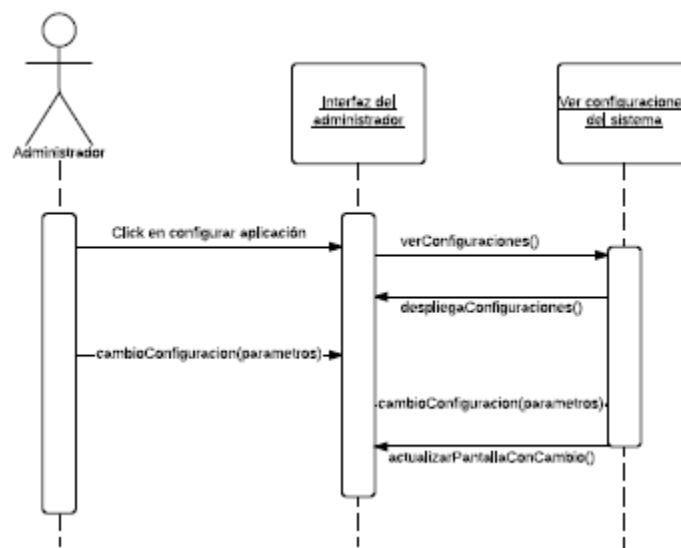 Administrador
Interfaz del
administrador
Ver configuracione
del sistema
Click en configurar aplicación
verConfiguraciones()
despliegaConfiguraciones()
cambioConfiguracion(parametros)
cambioConfiguracion(parametros)
actualizarPantallaConCambio()